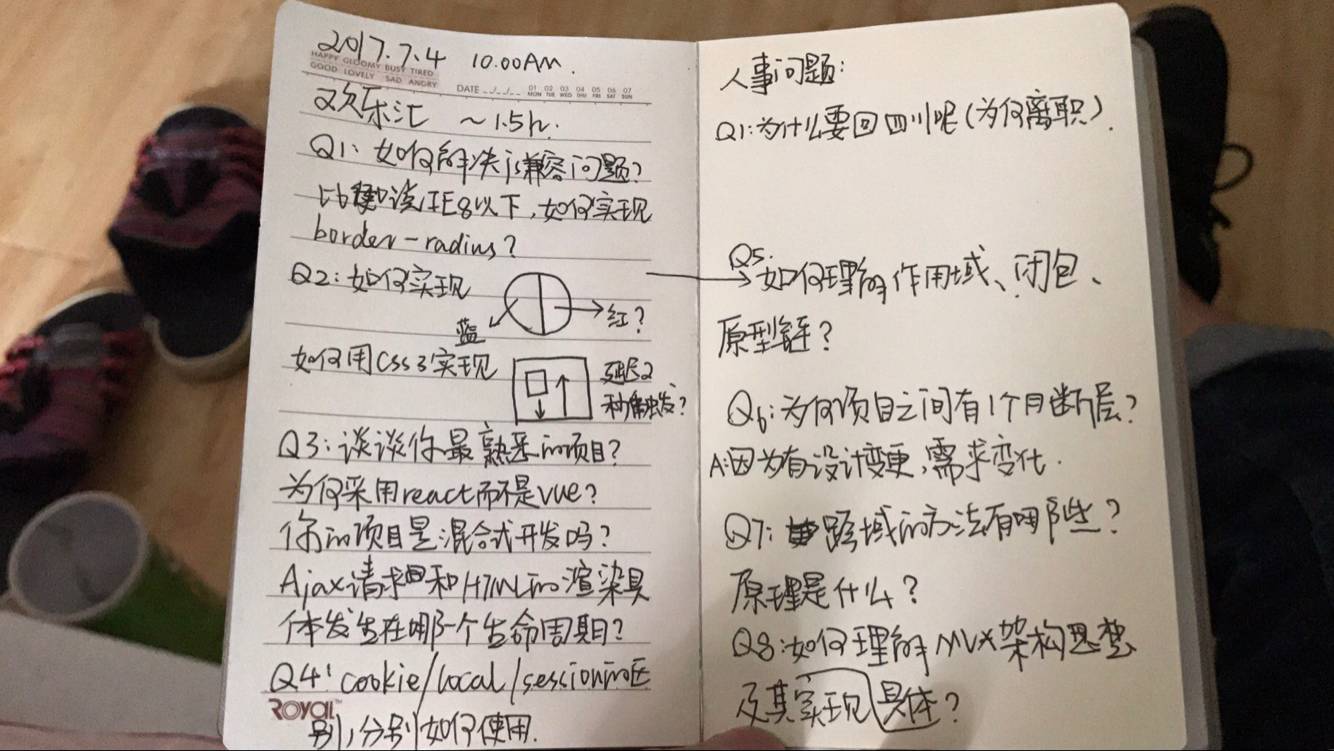 2017.7.4 10.00AM.
HAPPY GLOOMY BUSY TIRED
GOOD LOVELY SAD ANGRY
DATE _._/_._ 01 MON 02 TUE 03 WED 04 THU 05 FRI 06 SAT 07 SUN
欢乐汇 ~1.5h.
Q1、如何解决js兼容问题?
比如说IE8以下,如何实现
border-radius?
Q2:如何实现
蓝 红?
如何用CSS3实现 延迟2
秒触发?
Q3:谈谈你最熟悉的项目?
为何采用react而不是vue?
你的项目是混合式开发吗?
Ajax请求和HTML的渲染具
体发生在哪一个生命周期?
Q4:cookie/local/session的区
别,分别如何使用.
ROYAL
人事问题:
Q1:为什么要回四川呢(为何离职).
Q5:
如何理解作用域、闭包、
原型链?
Q6:为何项目之间有1个月断层?
A:因为有设计变更,需求变化.
Q7:跨域的方法有哪些?
原理是什么?
Q8:如何理解MVX架构思想
及其实现具体?